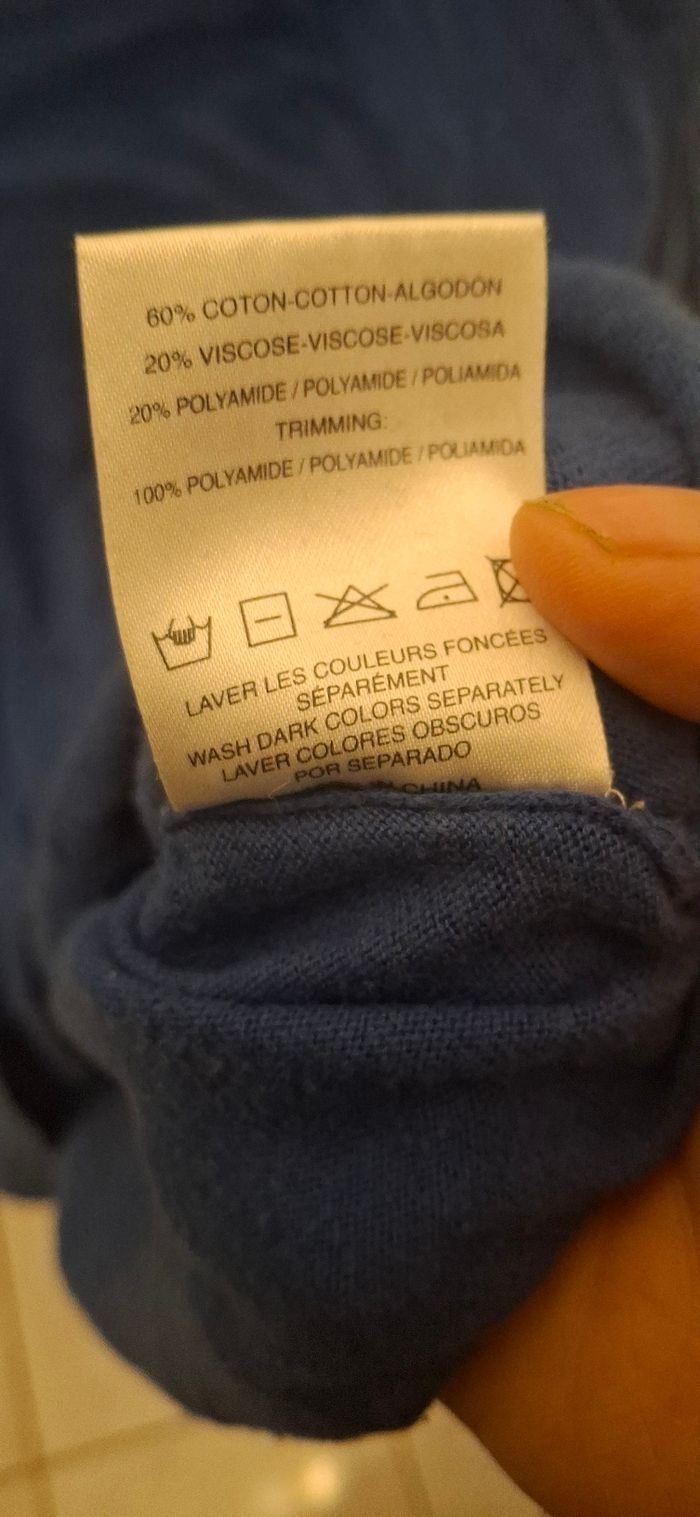 60% COTON-COTTON-ALGODÓN
20% VISCOSE-VISCOSE-VISCOSA
20% POLYAMIDE / POLYAMIDE / POLIAMIDA
TRIMMING:
100% POLYAMIDE / POLYAMIDE / POLIAMIDA
LAVER LES COULEURS FONCÉES
SÉPARÉMENT
WASH DARK COLORS SEPARATELY
LAVER COLORES OBSCUROS
POR SEPARADO
CHINA